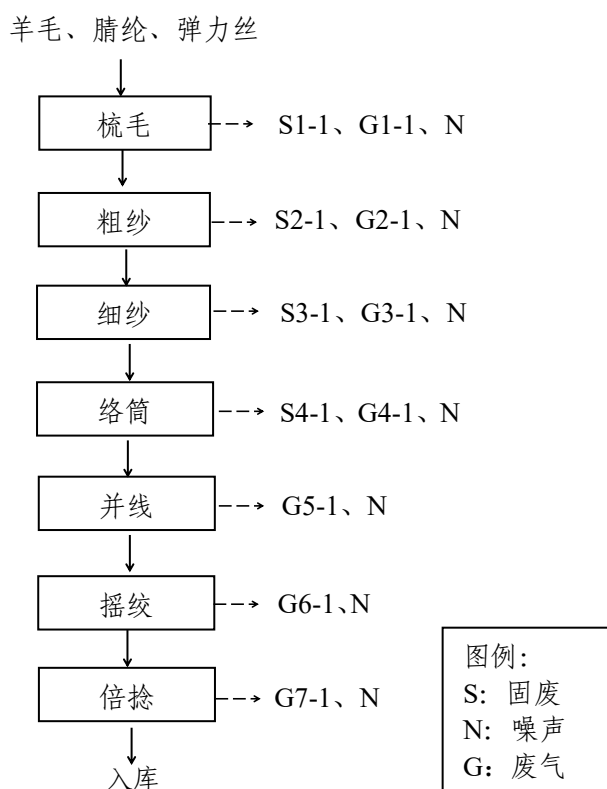 羊毛、腈纶、弹力丝
梳毛
S1-1、G1-1、N
粗纱
S2-1、G2-1、N
细纱
S3-1、G3-1、N
络筒
S4-1、G4-1、N
并线
G5-1、N
摇绞
G6-1、N
倍捻
G7-1、N
入库
图例:
S: 固废
N: 噪声
G: 废气